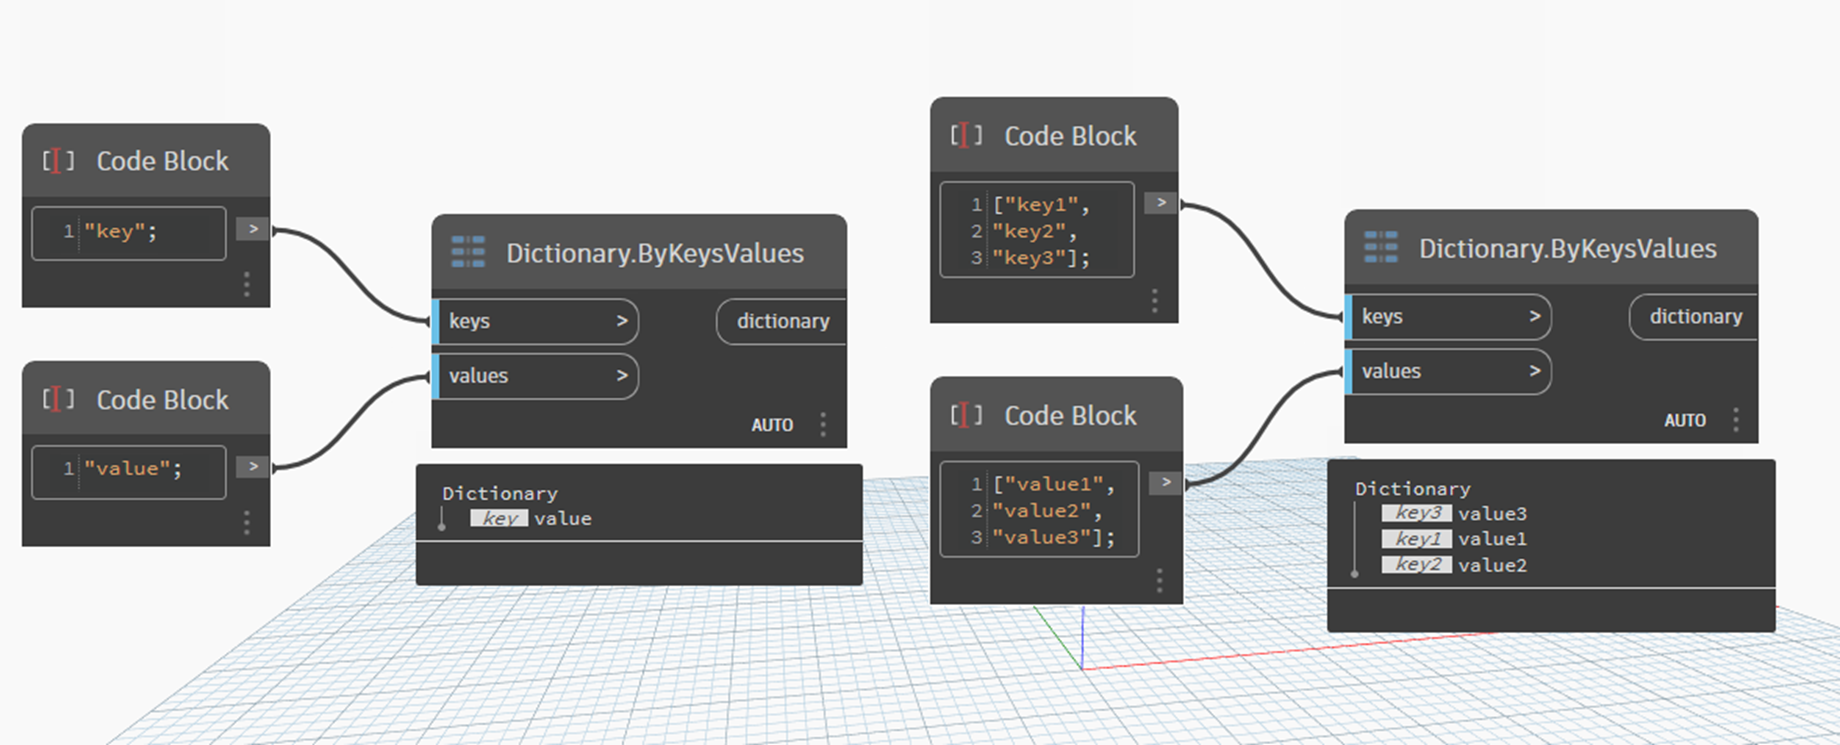 [I] Code Block
1 "key";
>
[I] Code Block
1 "value";
>
Dictionary.ByKeysValues
keys >
dictionary
values >
AUTO
Dictionary
key value
[I] Code Block
1 ["key1",
2 "key2",
3 "key3"];
>
[I] Code Block
1 ["value1",
2 "value2",
3 "value3"];
>
Dictionary.ByKeysValues
keys >
dictionary
values >
AUTO
Dictionary
key3 value3
key1 value1
key2 value2